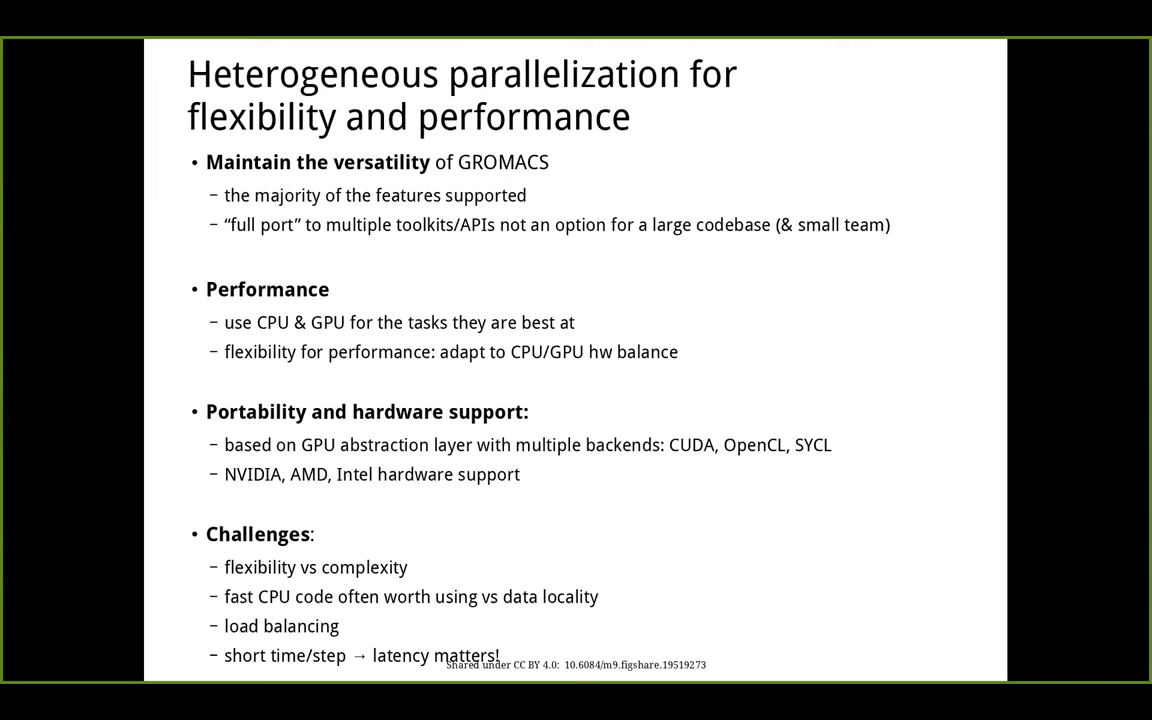 Heterogeneous parallelization for
flexibility and performance
• Maintain the versatility of GROMACS
– the majority of the features supported
– “full port” to multiple toolkits/APIs not an option for a large codebase (& small team)
• Performance
– use CPU & GPU for the tasks they are best at
– flexibility for performance: adapt to CPU/GPU hw balance
• Portability and hardware support:
– based on GPU abstraction layer with multiple backends: CUDA, OpenCL, SYCL
– NVIDIA, AMD, Intel hardware support
• Challenges:
– flexibility vs complexity
– fast CPU code often worth using vs data locality
– load balancing
– short time/step → latency matters!
Shared under CC BY 4.0: 10.6084/m9.figshare.19519273